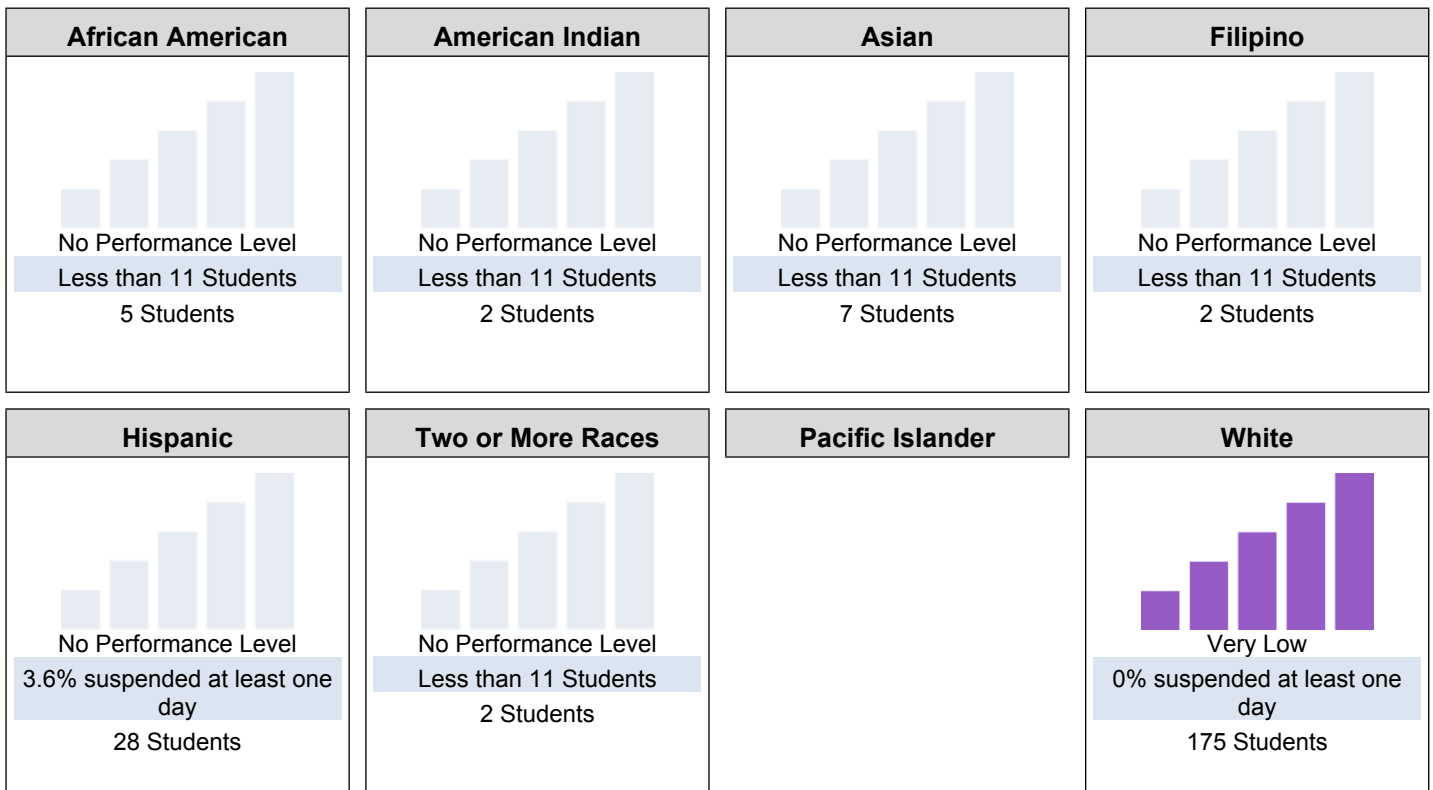 African American
No Performance Level
Less than 11 Students
5 Students
American Indian
No Performance Level
Less than 11 Students
2 Students
Asian
No Performance Level
Less than 11 Students
7 Students
Filipino
No Performance Level
Less than 11 Students
2 Students
Hispanic
No Performance Level
3.6% suspended at least one
day
28 Students
Two or More Races
No Performance Level
Less than 11 Students
2 Students
Pacific Islander
White
Very Low
0% suspended at least one
day
175 Students